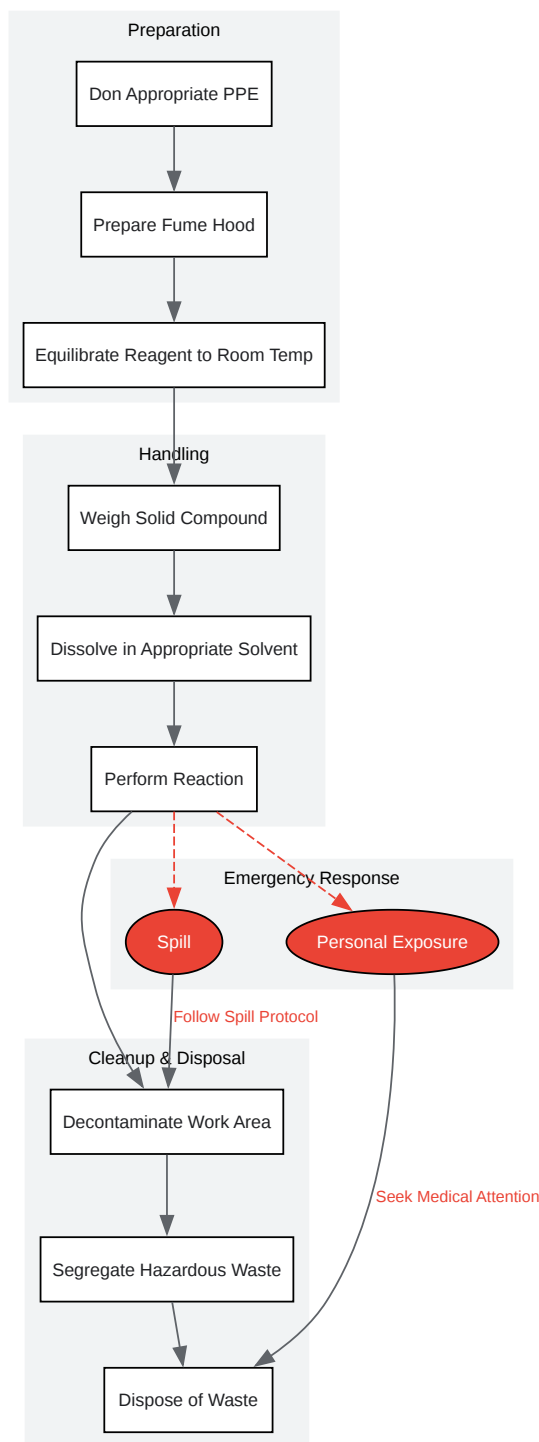 Preparation
Don Appropriate PPE
Prepare Fume Hood
Equilibrate Reagent to Room Temp
Handling
Weigh Solid Compound
Dissolve in Appropriate Solvent
Perform Reaction
Emergency Response
Spill
Personal Exposure
Follow Spill Protocol
Cleanup & Disposal
Decontaminate Work Area
Seek Medical Attention
Segregate Hazardous Waste
Dispose of Waste